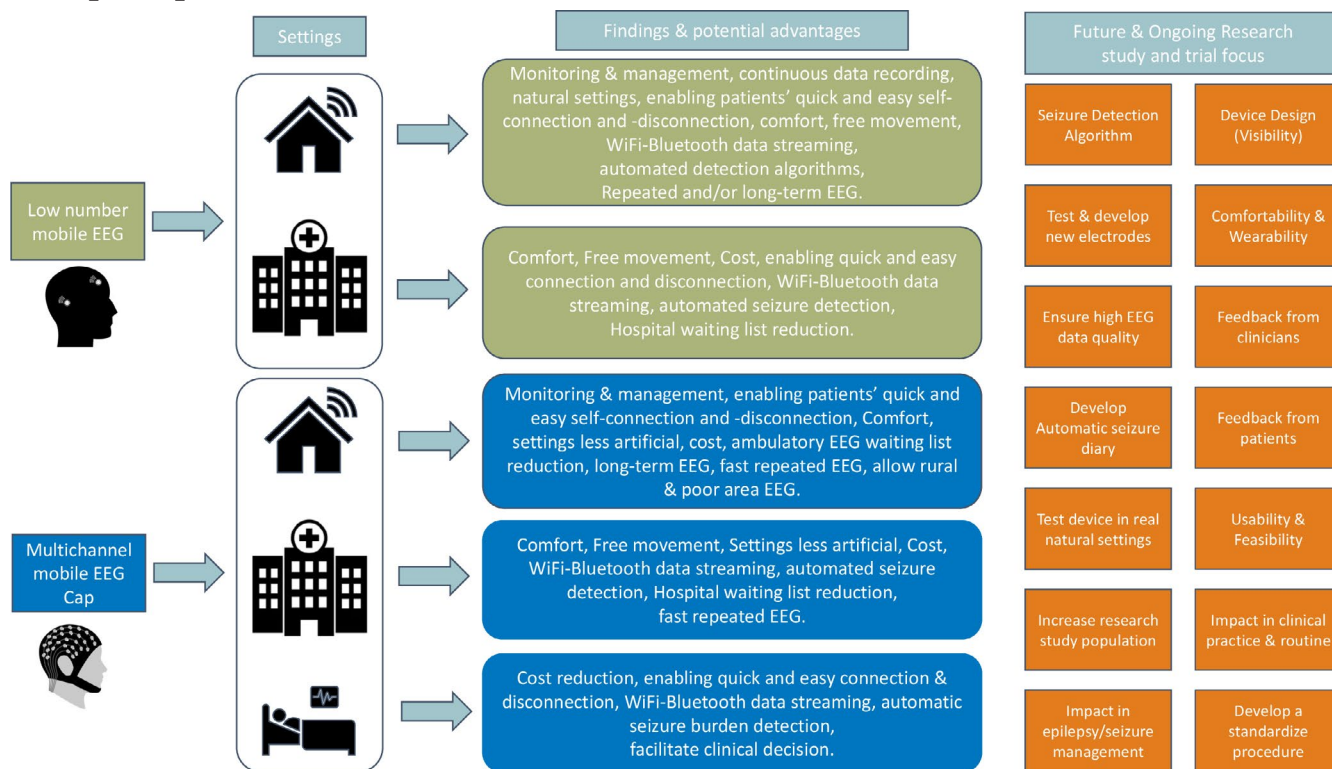 Settings
Findings & potential advantages
Future & Ongoing Research
study and trial focus
Low number
mobile EEG
Monitoring & management, continuous data recording,
natural settings, enabling patients’ quick and easy self-
connection and -disconnection, comfort, free movement,
WiFi-Bluetooth data streaming,
automated detection algorithms,
Repeated and/or long-term EEG.
Comfort, Free movement, Cost, enabling quick and easy
connection and disconnection, WiFi-Bluetooth data
streaming, automated seizure detection,
Hospital waiting list reduction.
Multichannel
mobile EEG
Cap
Monitoring & management, enabling patients’ quick and
easy self-connection and -disconnection, Comfort,
settings less artificial, cost, ambulatory EEG waiting list
reduction, long-term EEG, fast repeated EEG, allow rural
& poor area EEG.
Comfort, Free movement, Settings less artificial, Cost,
WiFi-Bluetooth data streaming, automated seizure
detection, Hospital waiting list reduction,
fast repeated EEG.
Cost reduction, enabling quick and easy connection &
disconnection, WiFi-Bluetooth data streaming, automatic
seizure burden detection,
facilitate clinical decision.
Seizure Detection
Algorithm
Device Design
(Visibility)
Test & develop
new electrodes
Comfortability &
Wearability
Ensure high EEG
data quality
Feedback from
clinicians
Develop
Automatic seizure
diary
Feedback from
patients
Test device in real
natural settings
Usability &
Feasibility
Increase research
study population
Impact in clinical
practice & routine
Impact in
epilepsy/seizure
management
Develop a
standardize
procedure